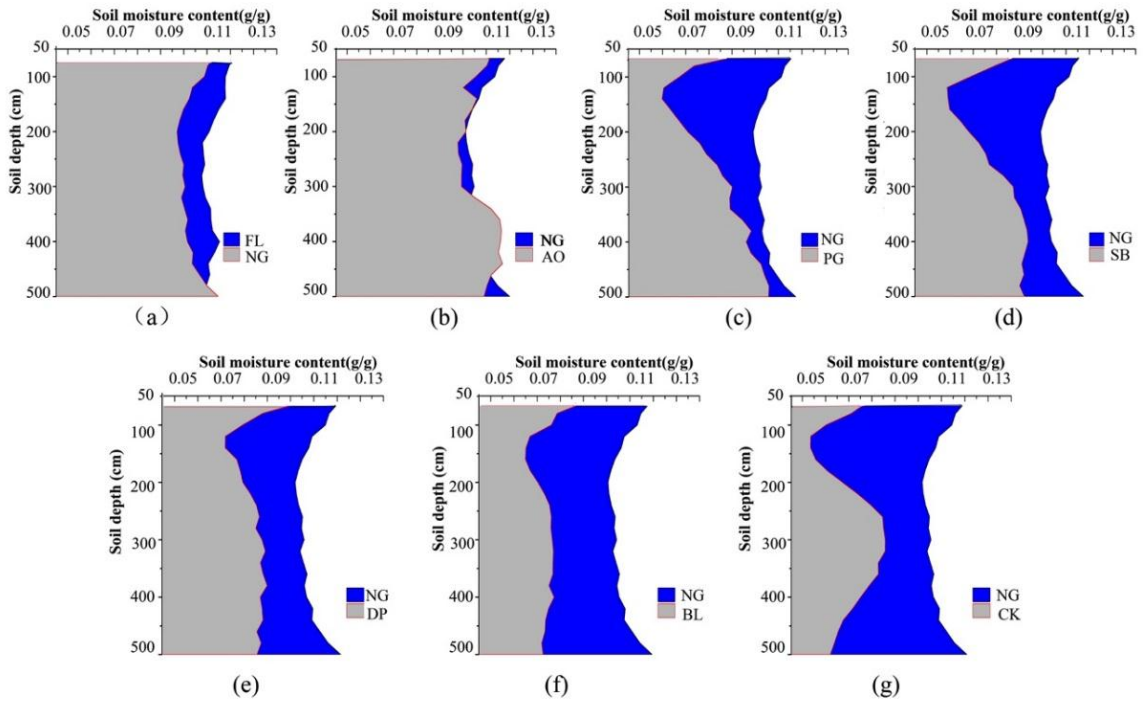 Soil moisture content(g/g) Soil moisture content(g/g) Soil moisture content(g/g) Soil moisture content(g/g)
0.05 0.07 0.09 0.11 0.13 0.05 0.07 0.09 0.11 0.13 0.05 0.07 0.09 0.11 0.13 0.05 0.07 0.09 0.11 0.13
50 50 50 50
100 100 100 100
200 200 200 200
300 300 300 300
400 400 400 400
500 500 500 500
Soil depth (cm) Soil depth (cm) Soil depth (cm) Soil depth (cm)
FL NG NG NG
NG AO PG SB
(a) (b) (c) (d)
Soil moisture content(g/g) Soil moisture content(g/g) Soil moisture content(g/g)
0.05 0.07 0.09 0.11 0.13 0.05 0.07 0.09 0.11 0.13 0.05 0.07 0.09 0.11 0.13
50 50 50
100 100 100
200 200 200
300 300 300
400 400 400
500 500 500
Soil depth (cm) Soil depth (cm) Soil depth (cm)
NG NG NG
DP BL CK
(e) (f) (g)